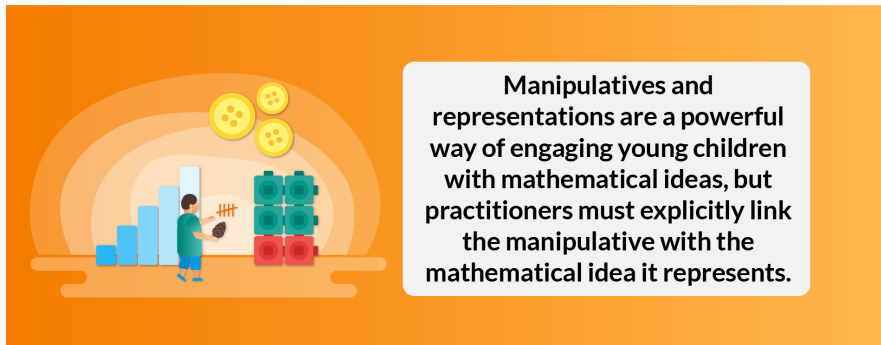 Manipulatives and
representations are a powerful
way of engaging young children
with mathematical ideas, but
practitioners must explicitly link
the manipulative with the
mathematical idea it represents.